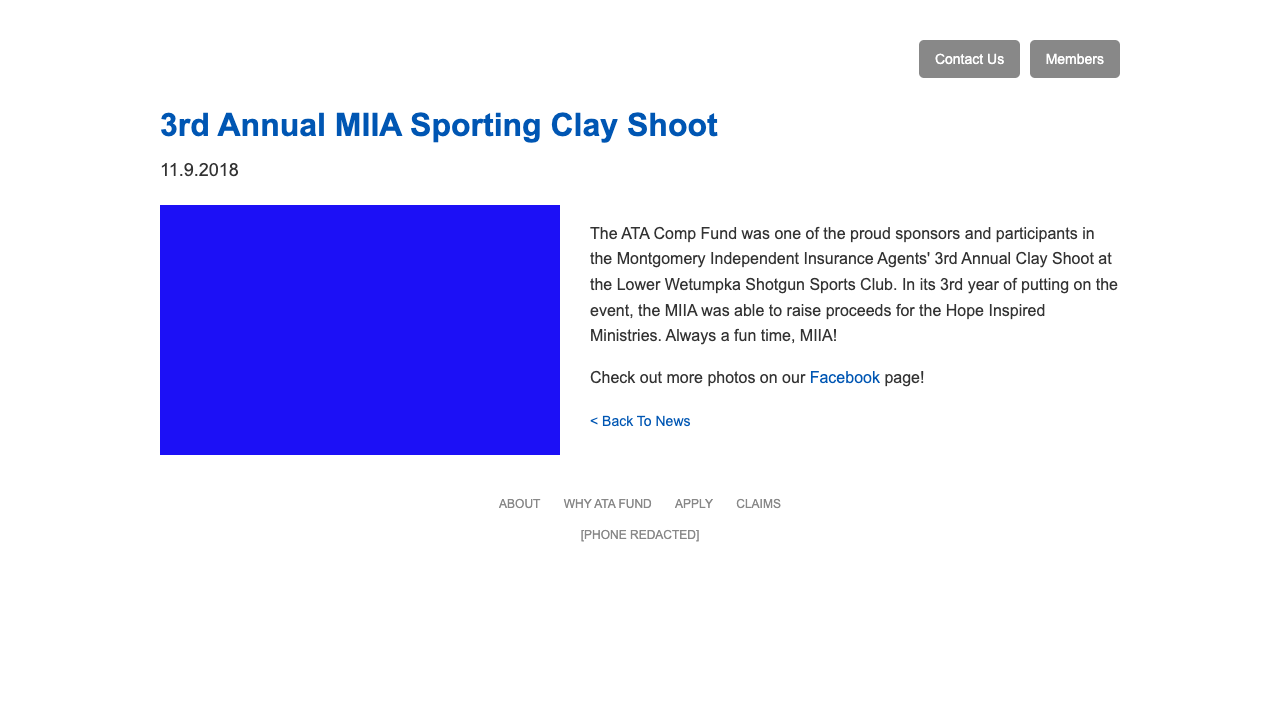 Contact Us Members
3rd Annual MIIA Sporting Clay Shoot
11.9.2018
The ATA Comp Fund was one of the proud sponsors and participants in
the Montgomery Independent Insurance Agents' 3rd Annual Clay Shoot at
the Lower Wetumpka Shotgun Sports Club. In its 3rd year of putting on the
event, the MIIA was able to raise proceeds for the Hope Inspired
Ministries. Always a fun time, MIIA!
Check out more photos on our Facebook page!
< Back To News
ABOUT WHY ATA FUND APPLY CLAIMS
[PHONE REDACTED]